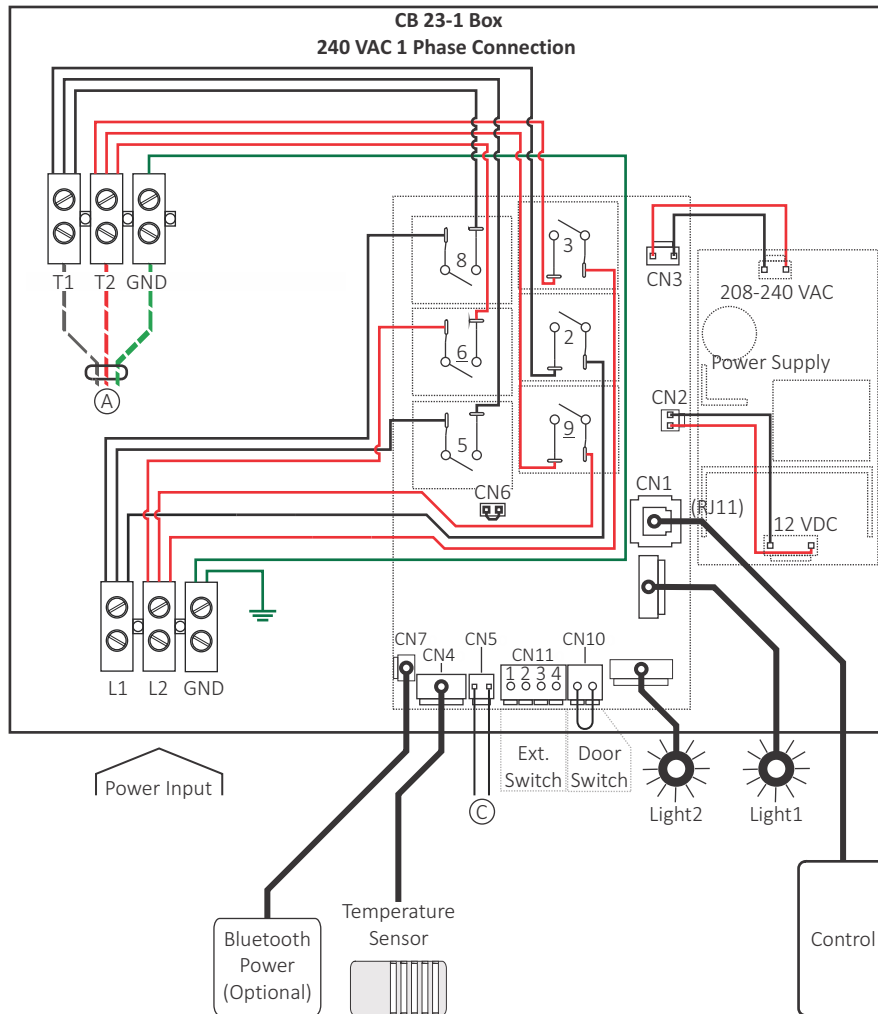 CB 23-1 Box
240 VAC 1 Phase Connection
T1 T2 GND
8
3
CN3
208-240 VAC
6
2
Power Supply
CN2
5
9
CN6
CN1
(RJ11)
12 VDC
L1 L2 GND
CN7
CN4
CN5
CN11
CN10
1 2 3 4
A
Power Input
Ext.
Switch
Door
Switch
C
Light2
Light1
Bluetooth
Power
(Optional)
Temperature
Sensor
Control